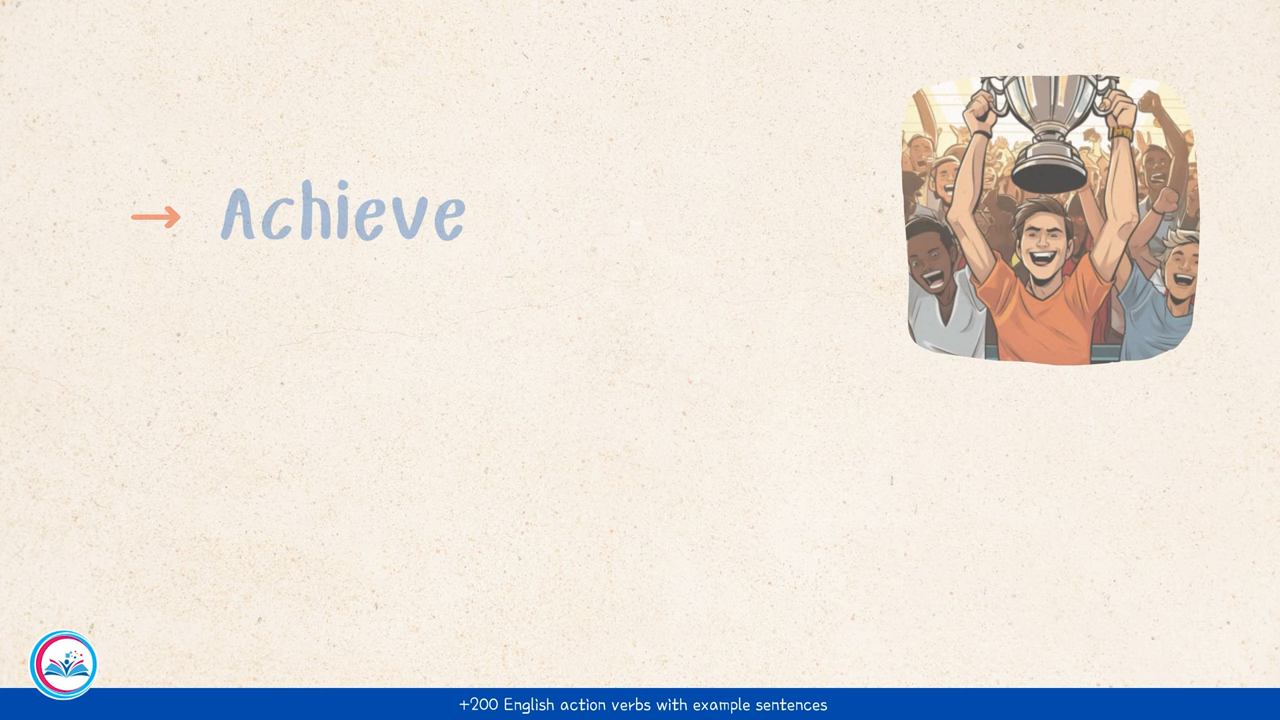 → Achieve
+200 English action verbs with example sentences